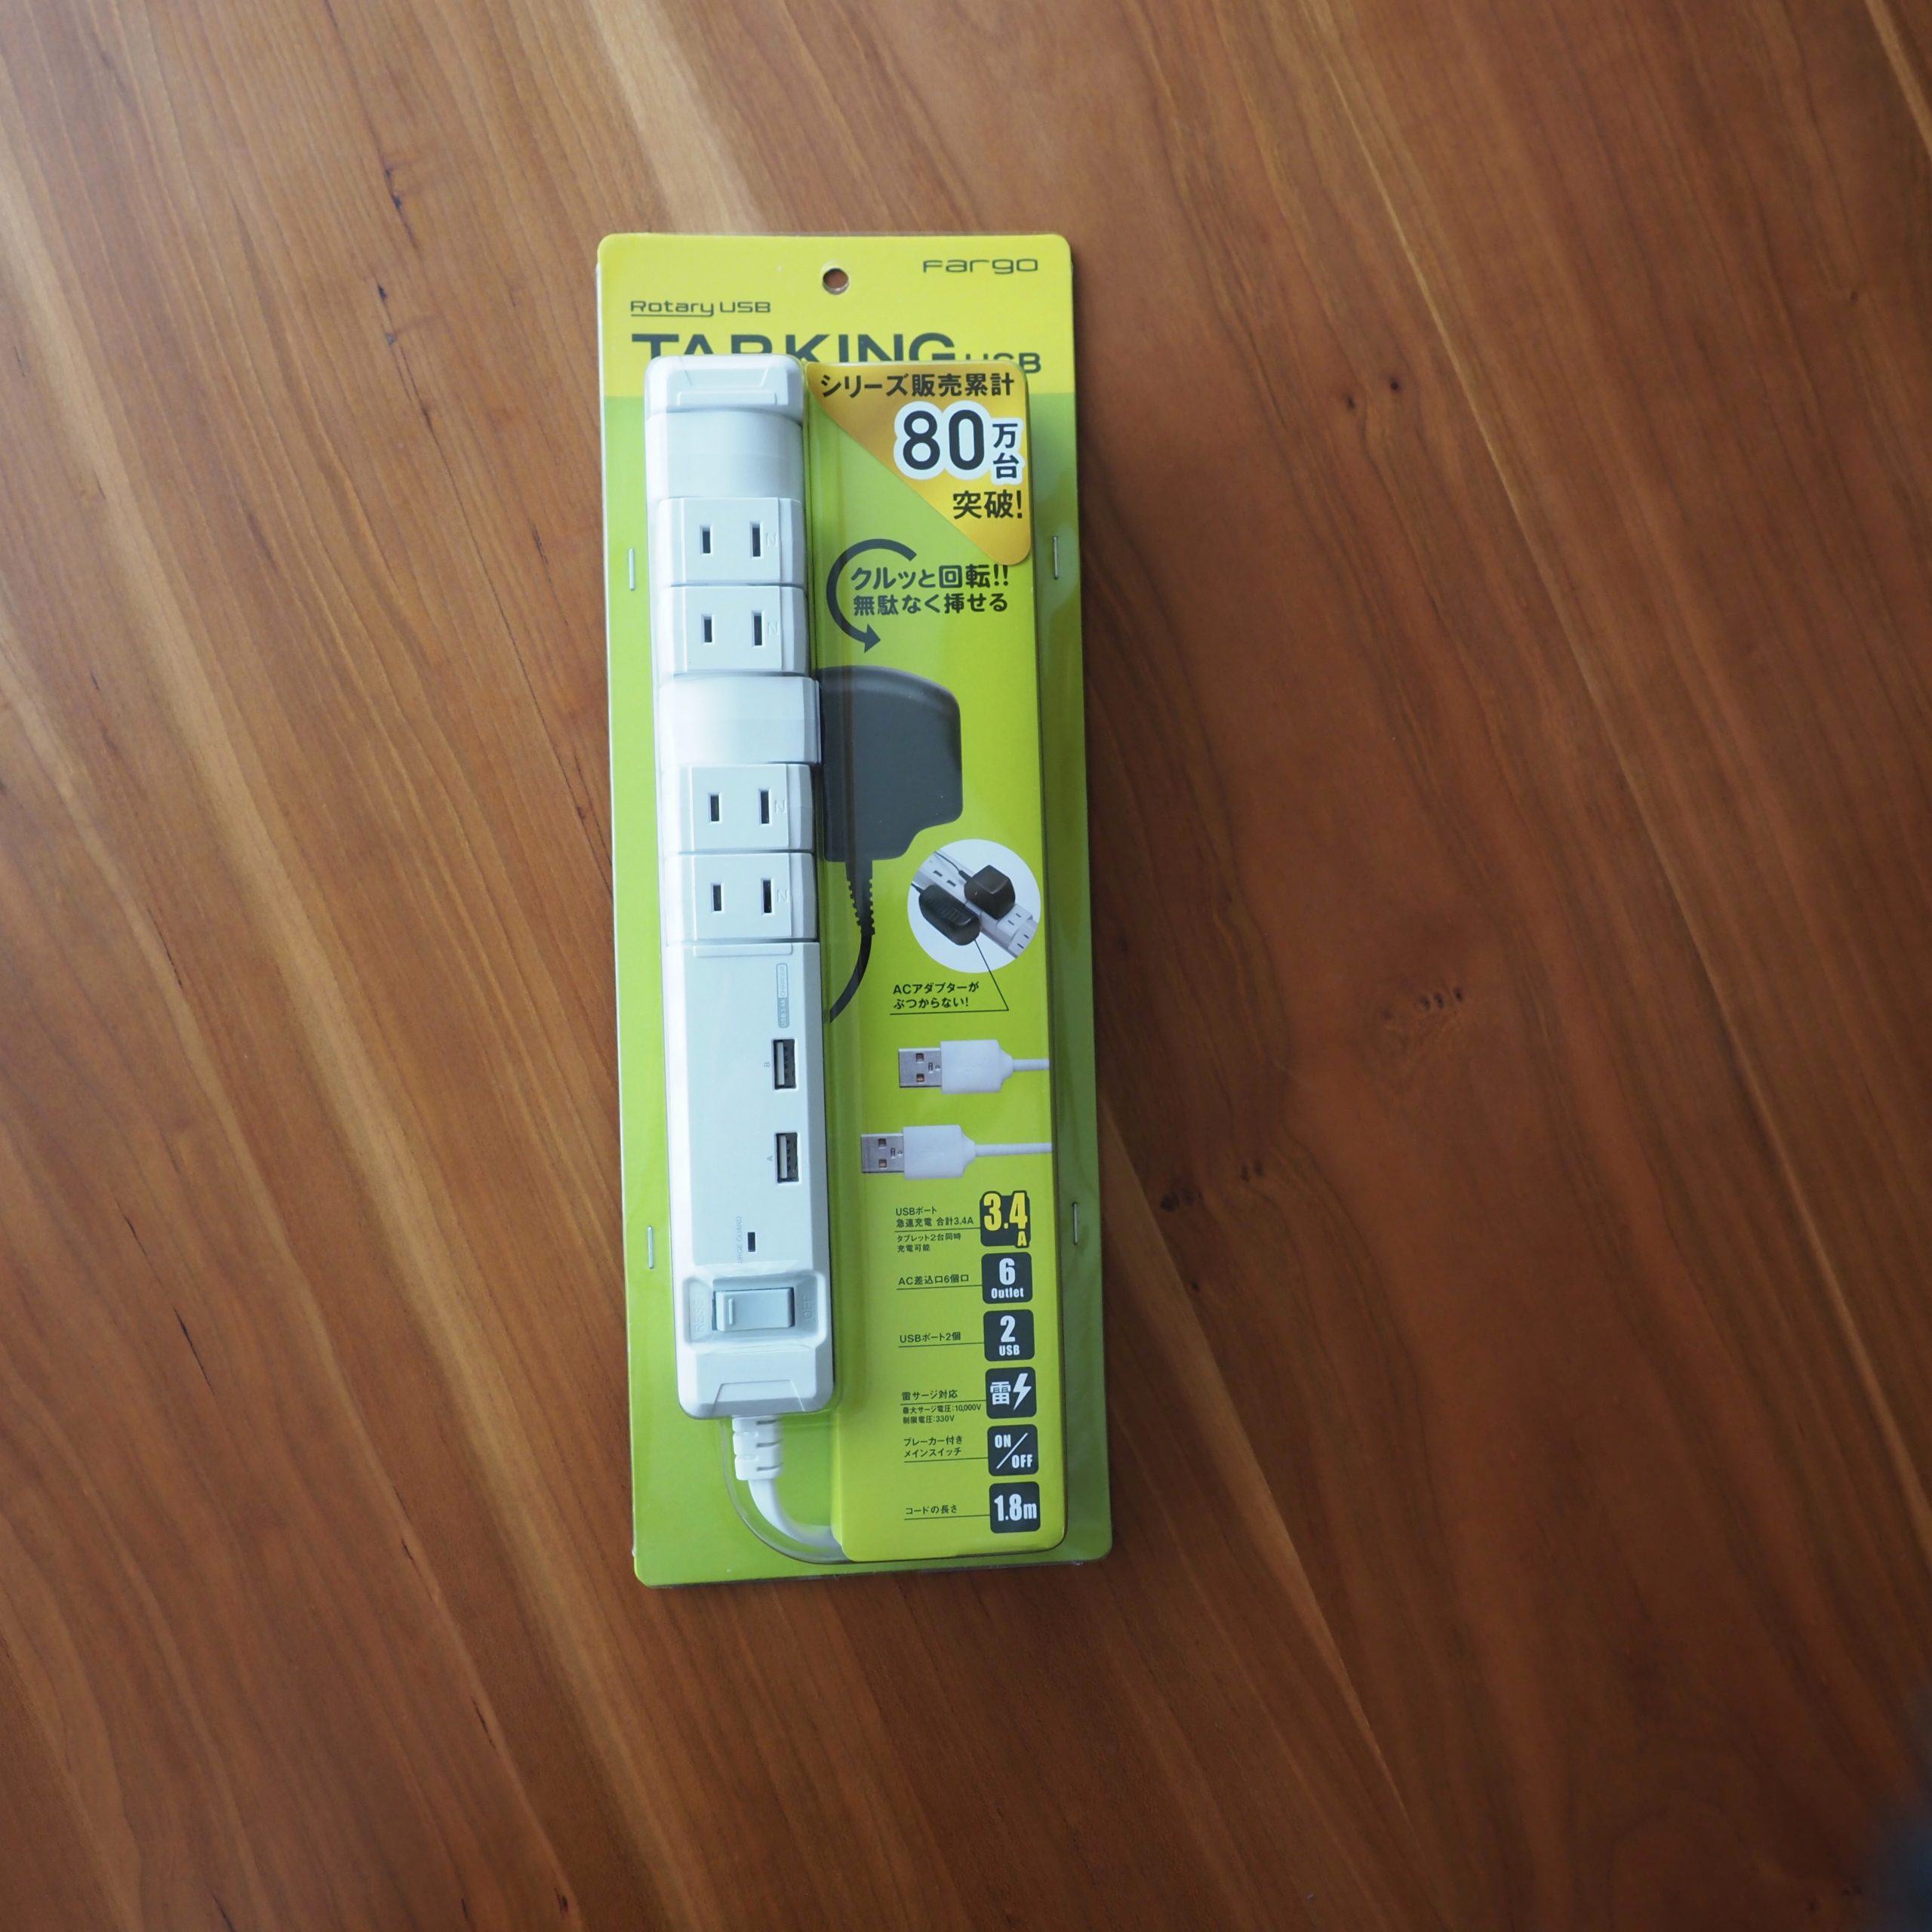 fargo
Rotary USB
TAPKING USB
シリーズ販売累計
80万台
突破!
クルッと回転!!
無駄なく挿せる
ACアダプターが
ぶつからない!
B
A
USBポート
急速充電 合計3.4A
タブレット2台同時
充電可能
3.4A
AC差込口6個口
6
Outlet
USBポート2個
2
USB
雷サージ対応
最大サージ電圧:10,000V
制限電圧:330V
雷
ブレーカー付き
メインスイッチ
ON/OFF
コードの長さ
1.8m